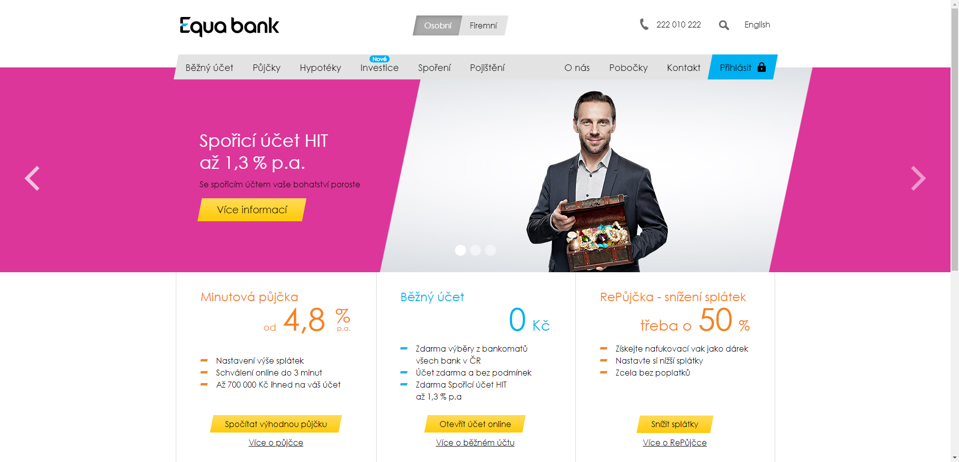 Equa bank
Osobní
Firemní
222 010 222
English
Běžný účet
Půjčky
Hypotéky
Nové
Investice
Spoření
Pojištění
O nás
Pobočky
Kontakt
Přihlásit
Spořicí účet HIT
až 1,3 % p.a.
Se spořicím účtem vaše bohatství poroste
Více informací
Minutová půjčka
od 4,8 % p.a.
Nastavení výše splátek
Schválení online do 3 minut
Až 700 000 Kč ihned na váš účet
Spočítat výhodnou půjčku
Více o půjčce
Běžný účet
0 Kč
Zdarma výběry z bankomatů
všech bank v ČR
Účet zdarma a bez podmínek
Zdarma Spořicí účet HIT
až 1,3 % p.a
Otevřít účet online
Více o běžném účtu
RePůjčka - snížení splátek
třeba o 50 %
Získejte nafukovací vak jako dárek
Nastavte si nižší splátky
Zcela bez poplatků
Snížit splátky
Více o RePůjčce